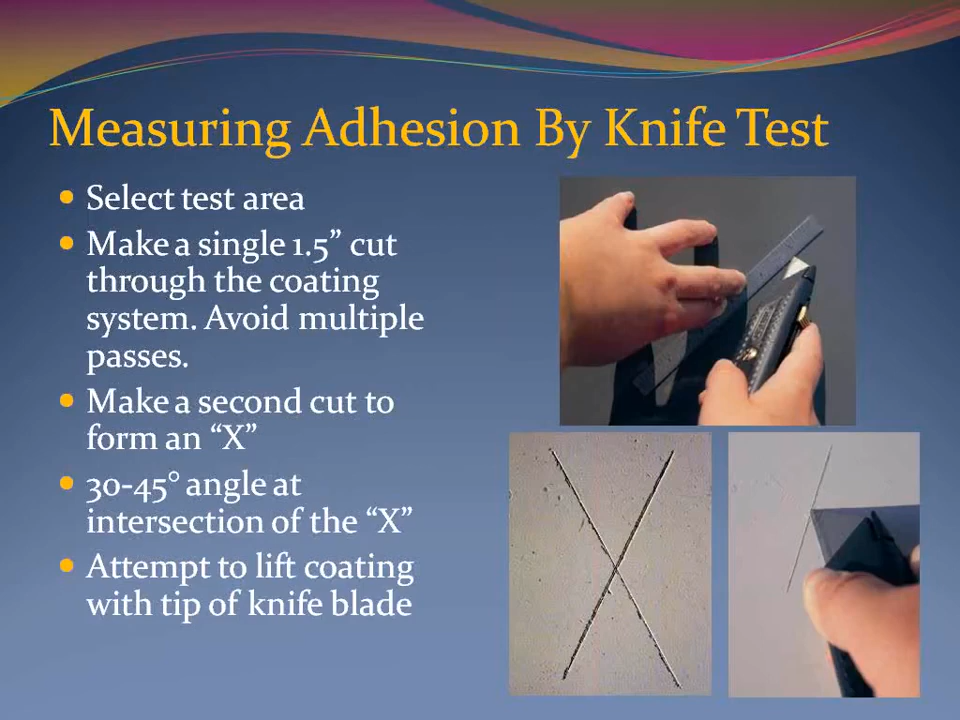 Measuring Adhesion By Knife Test
Select test area
Make a single 1.5” cut
through the coating
system. Avoid multiple
passes.
Make a second cut to
form an “X”
30-45° angle at
intersection of the “X”
Attempt to lift coating
with tip of knife blade